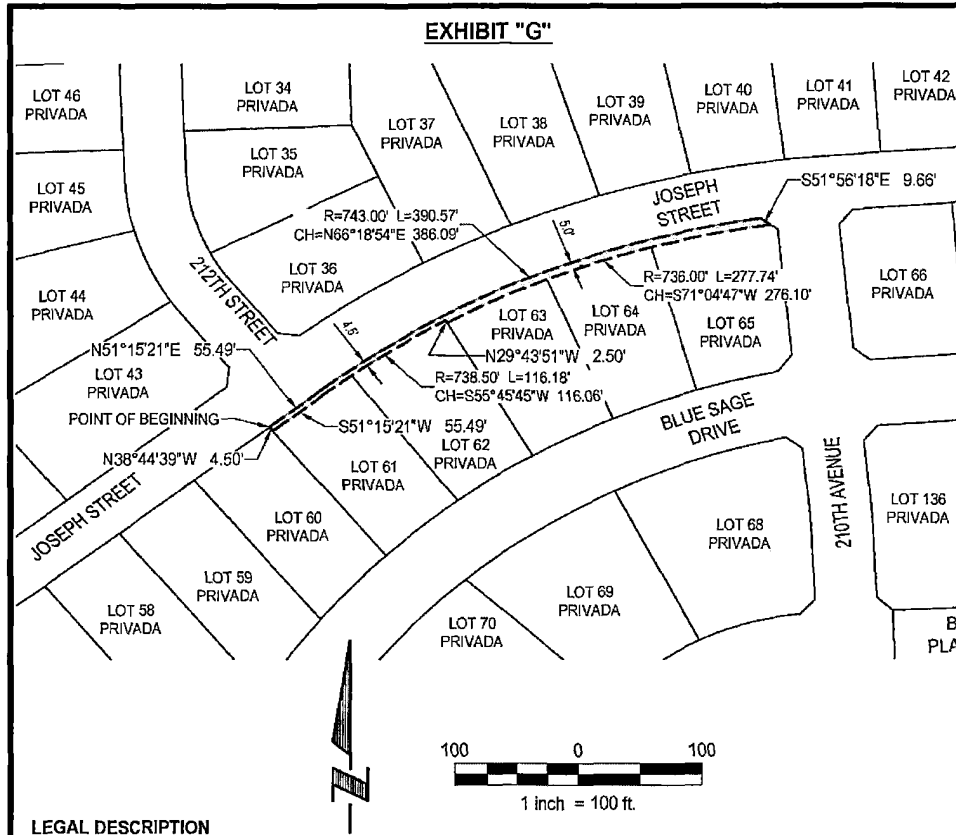 EXHIBIT "G"
LOT 46
PRIVADA
LOT 34
PRIVADA
LOT 37
PRIVADA
LOT 38
PRIVADA
LOT 39
PRIVADA
LOT 40
PRIVADA
LOT 41
PRIVADA
LOT 42
PRIVADA
LOT 35
PRIVADA
LOT 45
PRIVADA
S51°56'18"E 9.66'
JOSEPH
STREET
R=743.00' L=390.57'
CH=N66°18'54"E 386.09'
5.0'
212TH STREET
LOT 36
PRIVADA
LOT 66
PRIVADA
R=736.00' L=277.74'
CH=S71°04'47"W 276.10'
LOT 44
PRIVADA
LOT 63
PRIVADA
LOT 64
PRIVADA
LOT 65
PRIVADA
4.5'
N51°15'21"E 55.49'
N29°43'51"W 2.50'
LOT 43
PRIVADA
R=738.50' L=116.18'
CH=S55°45'45"W 116.06'
POINT OF BEGINNING
S51°15'21"W 55.49'
BLUE SAGE
DRIVE
N38°44'39"W 4.50'
LOT 62
PRIVADA
LOT 61
PRIVADA
210TH AVENUE
LOT 136
PRIVADA
JOSEPH STREET
LOT 60
PRIVADA
LOT 68
PRIVADA
LOT 59
PRIVADA
LOT 69
PRIVADA
LOT 58
PRIVADA
LOT 70
PRIVADA
B
PLA
100 0 100
1 inch = 100 ft.
LEGAL DESCRIPTION